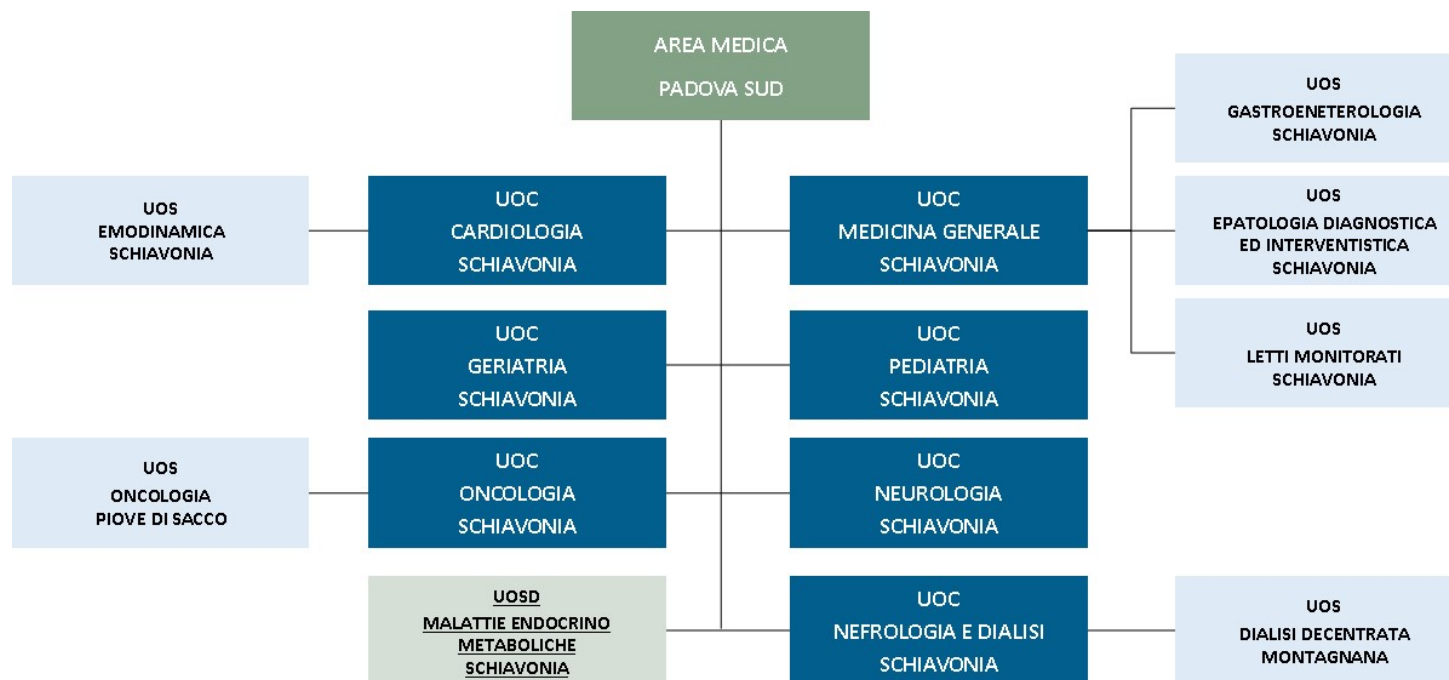 AREA MEDICA
PADOVA SUD
UOS
GASTROENETEROLOGIA
SCHIAVONIA
UOS
EMODINAMICA
SCHIAVONIA
UOC
CARDIOLOGIA
SCHIAVONIA
UOC
MEDICINA GENERALE
SCHIAVONIA
UOS
EPATOLOGIA DIAGNOSTICA
ED INTERVENTISTICA
SCHIAVONIA
UOC
GERIATRIA
SCHIAVONIA
UOC
PEDIATRIA
SCHIAVONIA
UOS
LETTI MONITORATI
SCHIAVONIA
UOS
ONCOLOGIA
PIOVE DI SACCO
UOC
ONCOLOGIA
SCHIAVONIA
UOC
NEUROLOGIA
SCHIAVONIA
UOSD
MALATTIE ENDOCRINO
METABOLICHE
SCHIAVONIA
UOC
NEFROLOGIA E DIALISI
SCHIAVONIA
UOS
DIALISI DECENTRATA
MONTAGNANA